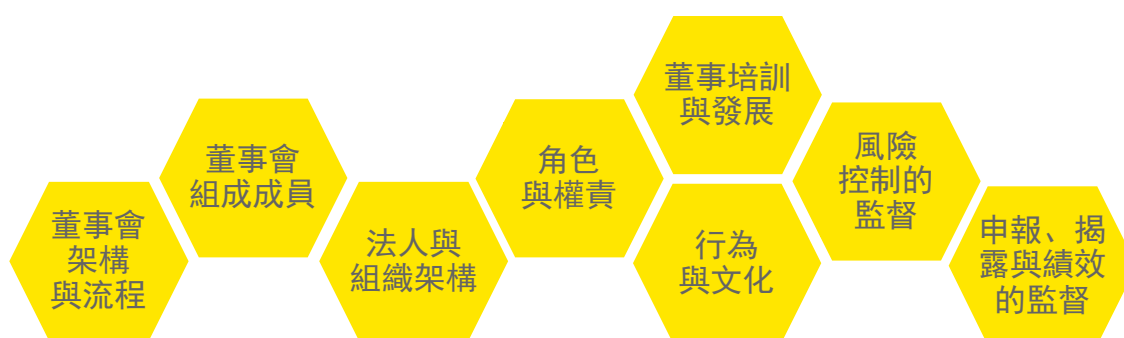 董事會
架構
與流程
董事會
組成成員
法人與
組織架構
角色
與權責
董事培訓
與發展
行為
與文化
風險
控制的
監督
申報、揭
露與績效
的監督